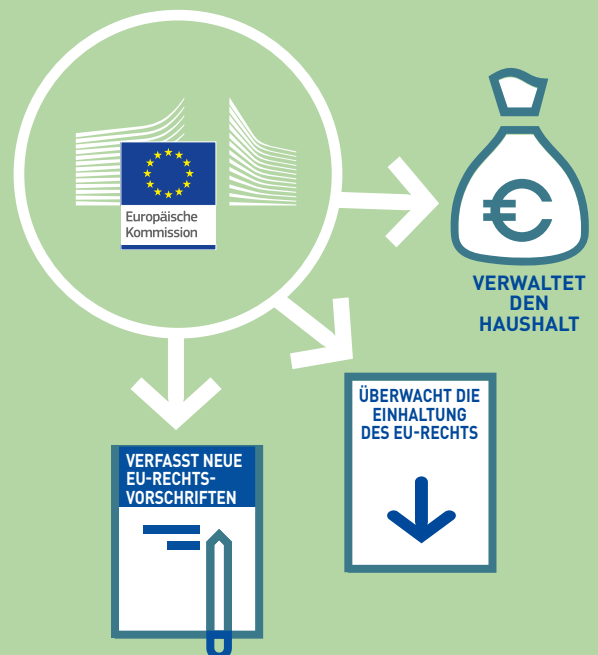 Europäische
Kommission
€
VERWALTET
DEN
HAUSHALT
ÜBERWACHT DIE
EINHALTUNG
DES EU-RECHTS
VERFASST NEUE
EU-RECHTS-
VORSCHRIFTEN